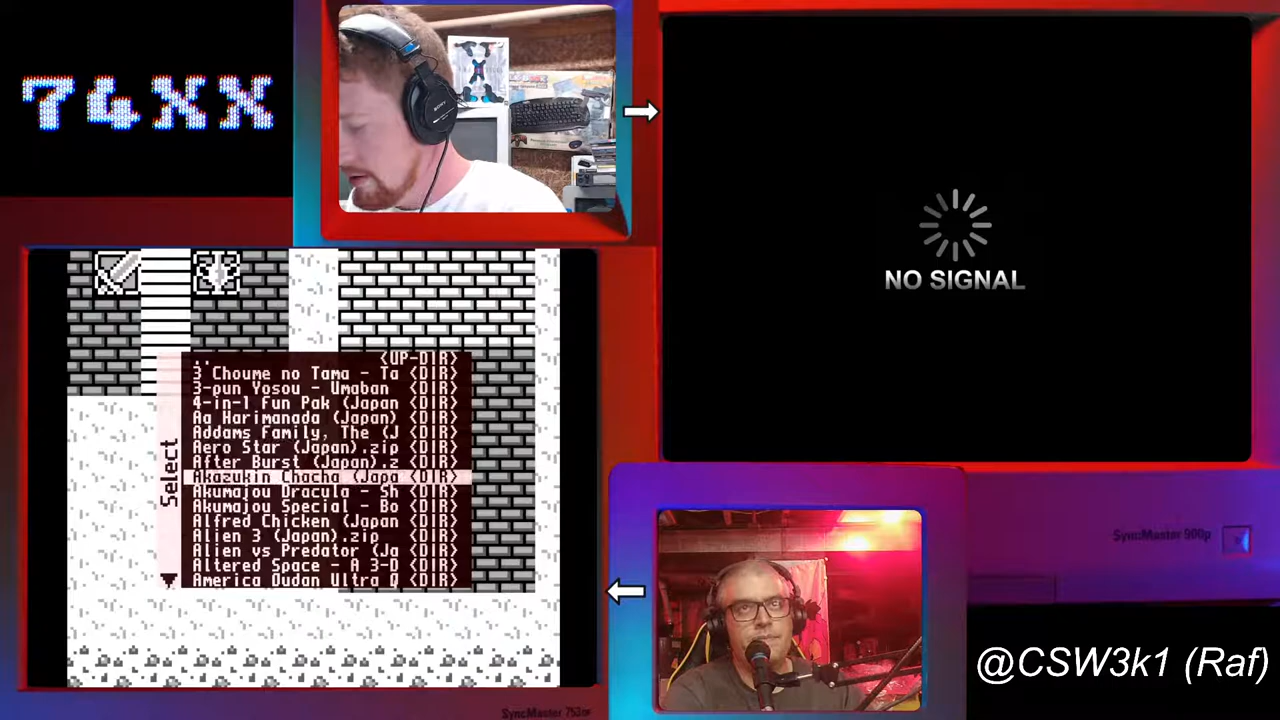 74XX
NO SIGNAL
Select
.. <UP-DIR>
3 Choume no Tama - Ta <DIR>
3-pun Yosou - Umaban <DIR>
4-in-1 Fun Pak (Japan <DIR>
Aa Harimanada (Japan) <DIR>
Addams Family, The (J <DIR>
Aero Star (Japan).zip <DIR>
After Burst (Japan).z <DIR>
Akazukin Chacha (Japa <DIR>
Akumajou Dracula - Sh <DIR>
Akumajou Special - Bo <DIR>
Alfred Chicken (Japan <DIR>
Alien 3 (Japan).zip <DIR>
Alien vs Predator (Ja <DIR>
Altered Space - A 3-D <DIR>
America Oudan Ultra Q <DIR>
SyncMaster 900p
@CSW3k1 (Raf)
SyncMaster 753DF
SONY